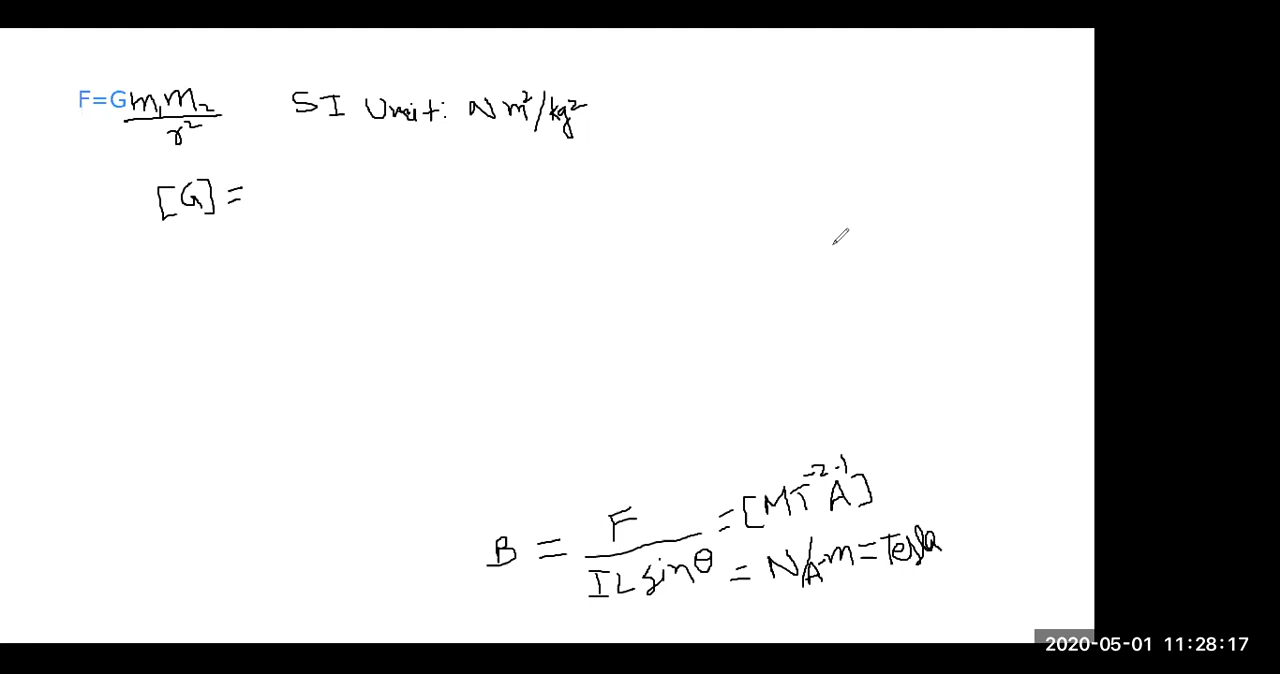 F=G m₁m₂/r² SI Unit: N m²/kg²
[G] =
B = F/(IL sinθ) = [MT⁻²A⁻¹]
= N/A-m = Tesla
2020-05-01 11:28:17